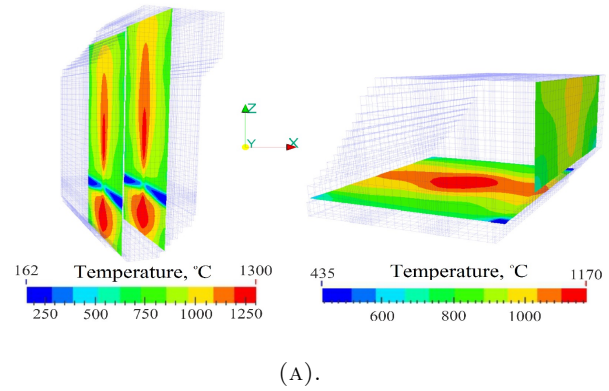 Z
Y X
Temperature, °C
162 1300
250 500 750 1000 1250
Temperature, °C
435 1170
600 800 1000
(A).